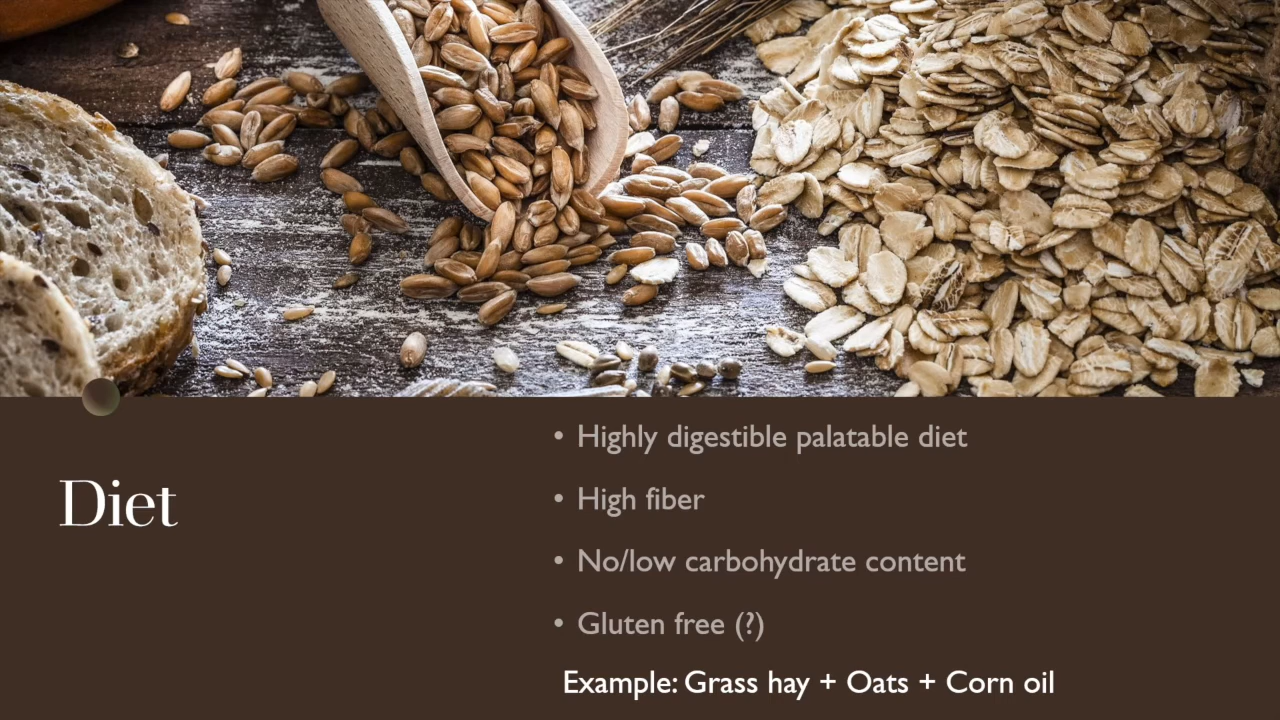 Diet
• Highly digestible palatable diet
• High fiber
• No/low carbohydrate content
• Gluten free (?)
Example: Grass hay + Oats + Corn oil